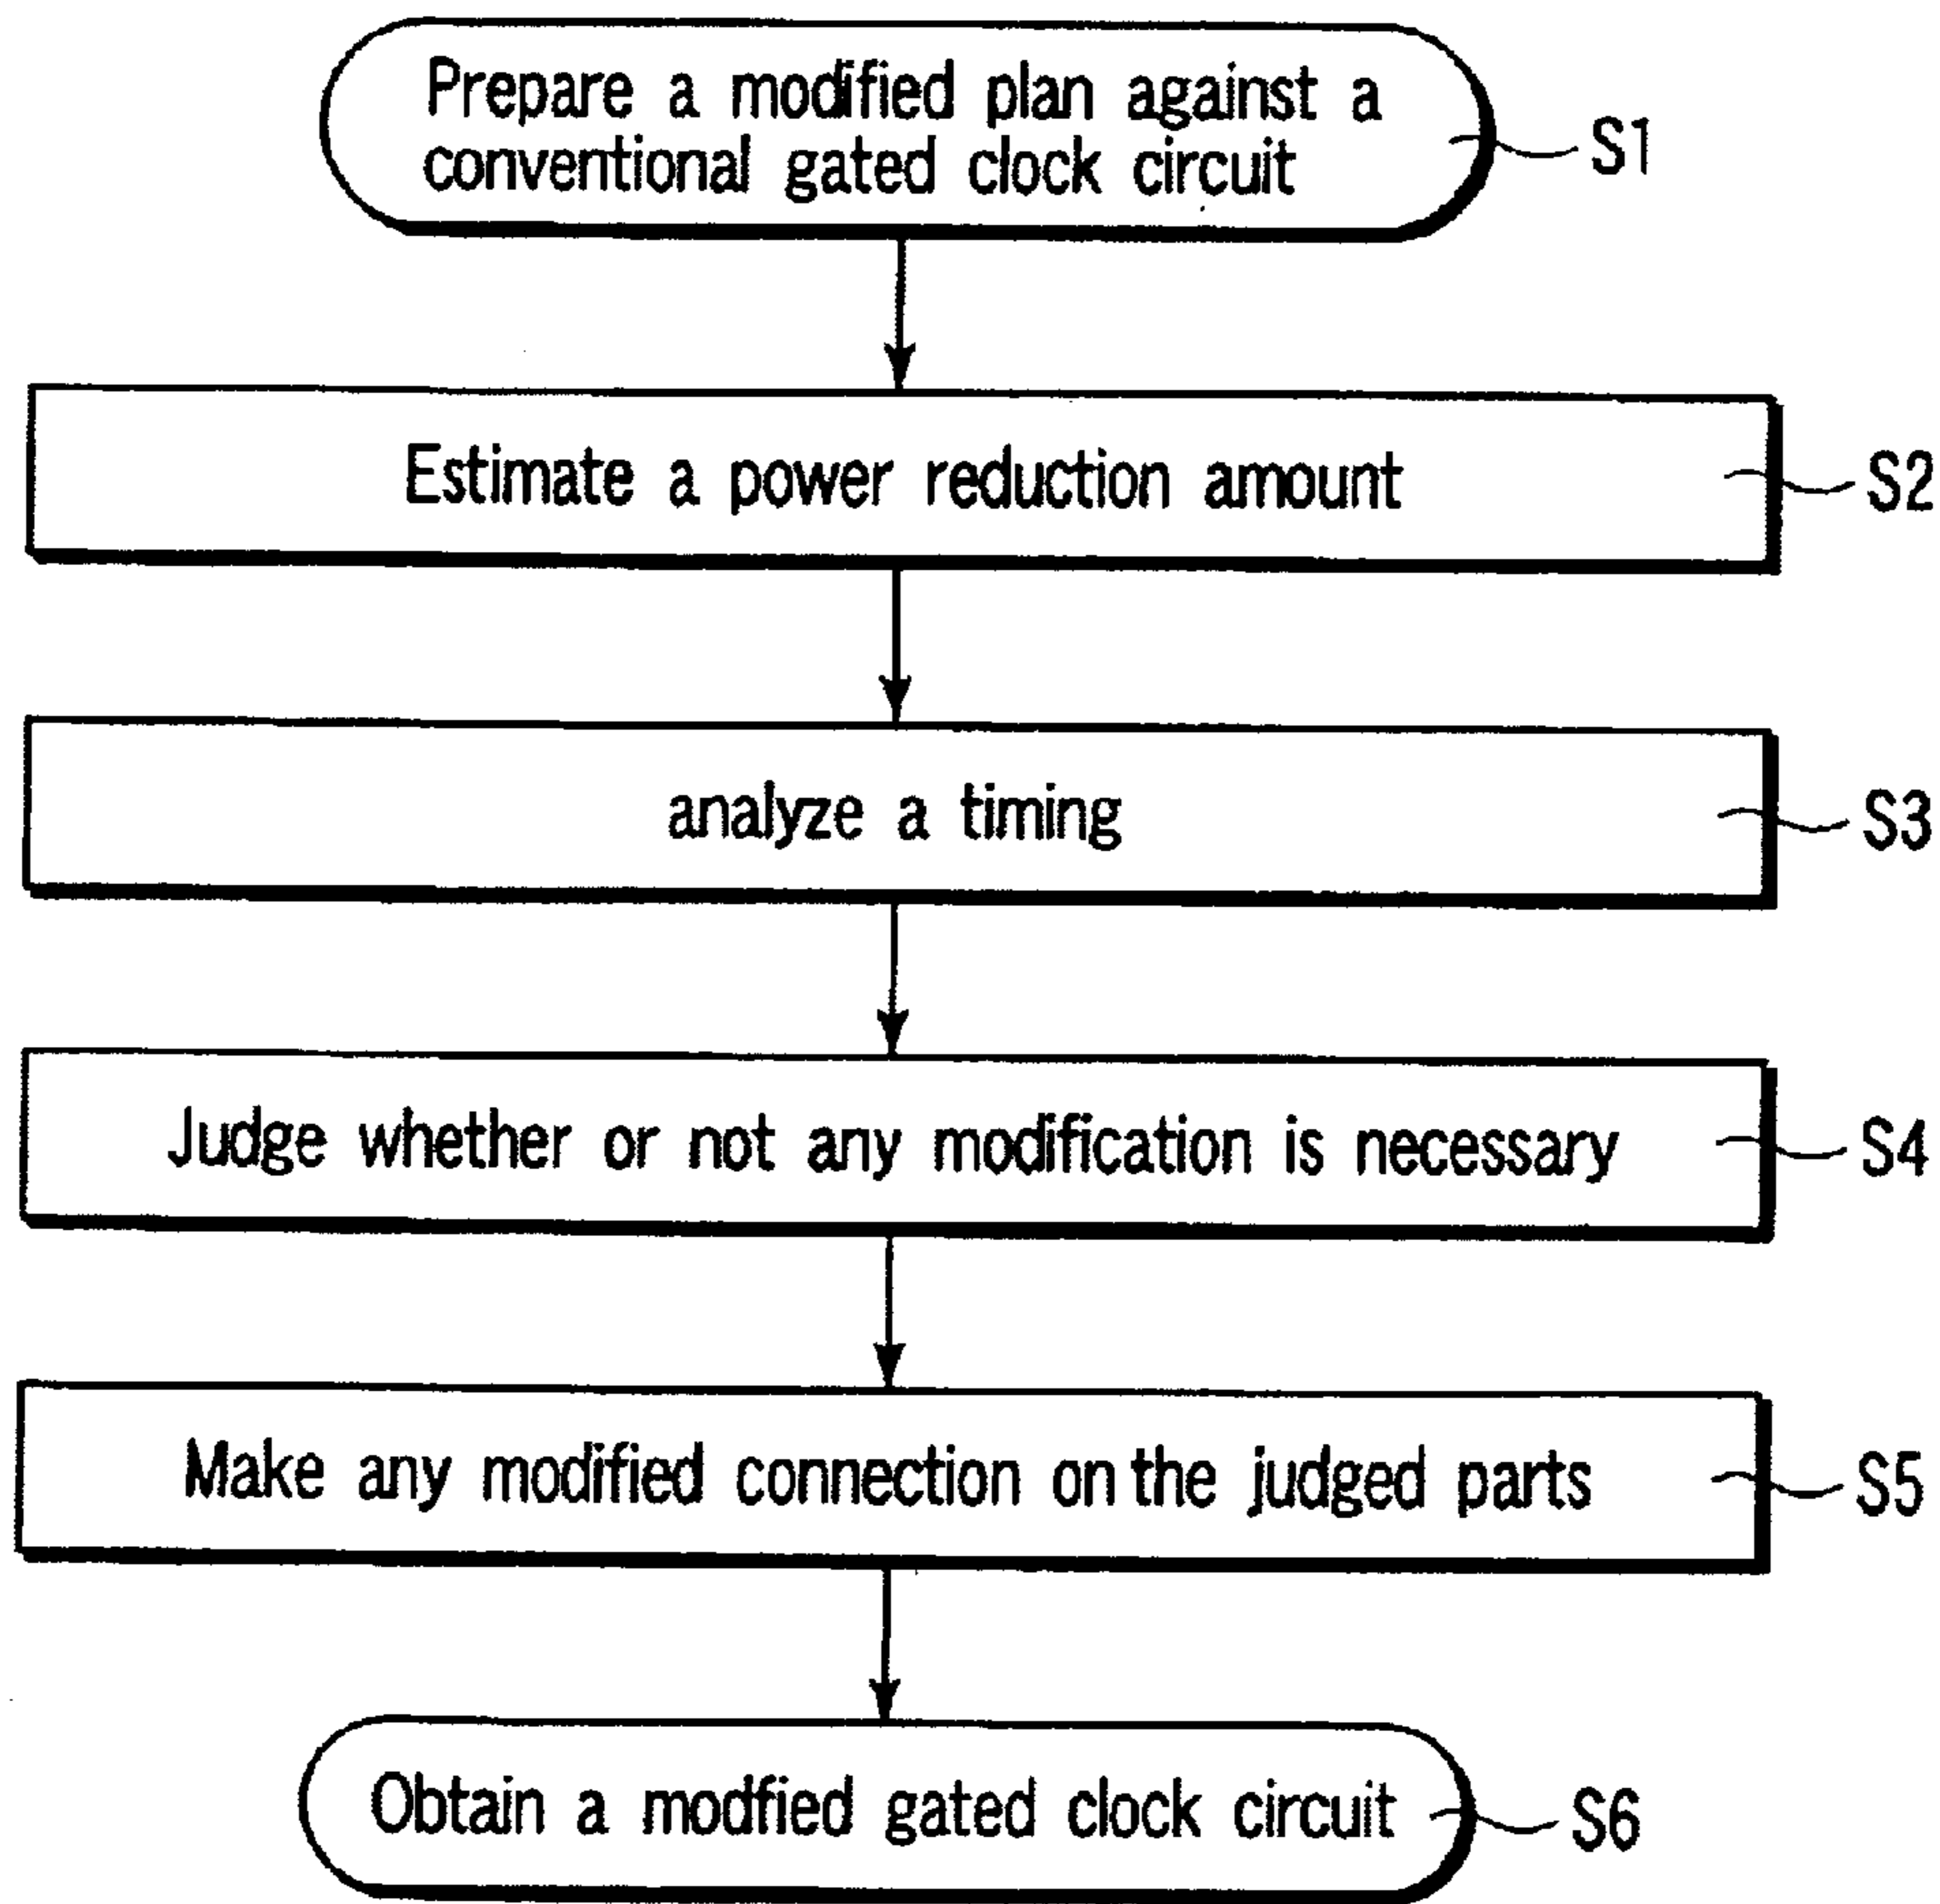 Prepare a modified plan against a
conventional gated clock circuit
S1
Estimate a power reduction amount
S2
analyze a timing
S3
Judge whether or not any modification is necessary
S4
Make any modified connection on the judged parts
S5
Obtain a modfied gated clock circuit
S6